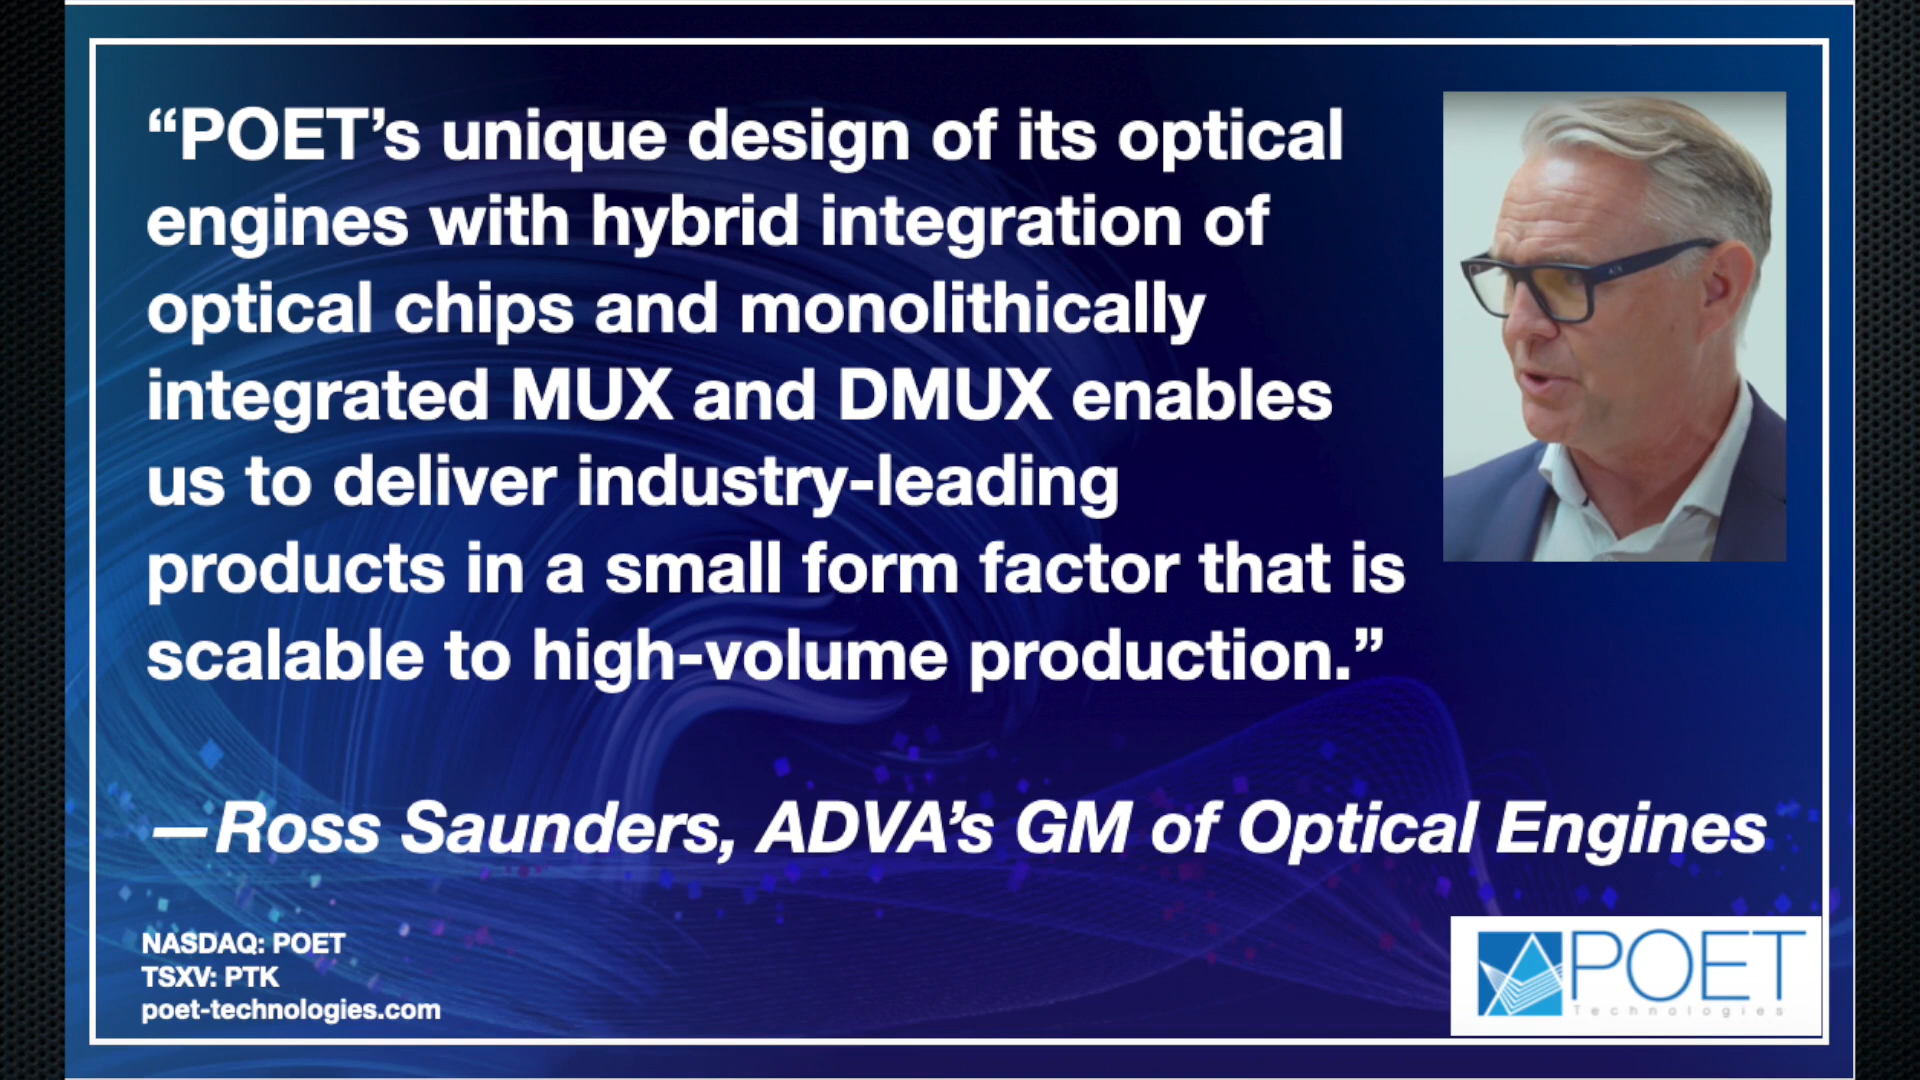 “POET’s unique design of its optical
engines with hybrid integration of
optical chips and monolithically
integrated MUX and DMUX enables
us to deliver industry-leading
products in a small form factor that is
scalable to high-volume production.”
—Ross Saunders, ADVA’s GM of Optical Engines
NASDAQ: POET
TSXV: PTK
poet-technologies.com
POET
Technologies